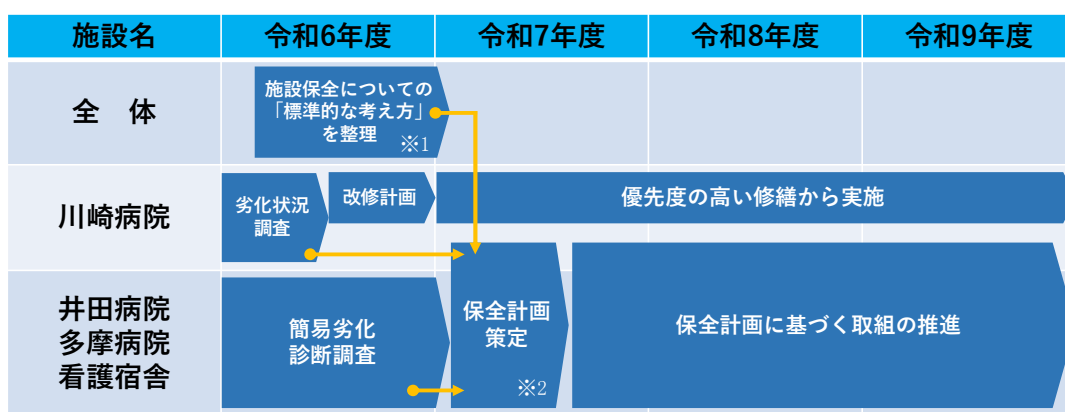 施設名 令和6年度 令和7年度 令和8年度 令和9年度
全 体
施設保全についての
「標準的な考え方」
を整理
※1
川崎病院
劣化状況
調査
改修計画
優先度の高い修繕から実施
井田病院
多摩病院
看護宿舎
簡易劣化
診断調査
保全計画
策定
※2
保全計画に基づく取組の推進